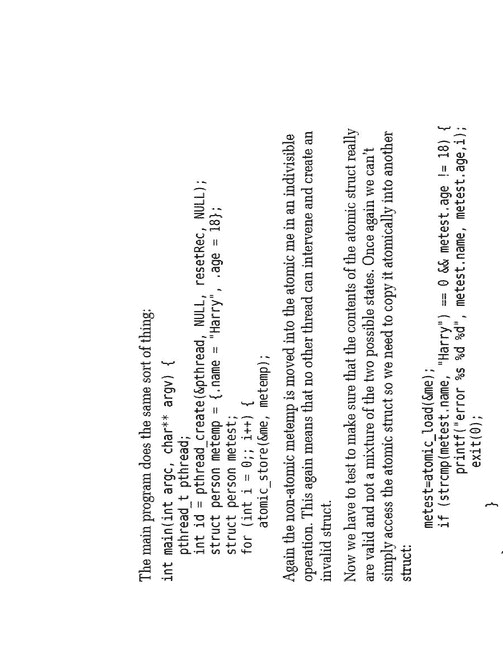 The main program does the same sort of thing:
int main(int argc, char** argv) {
pthread_t pthread;
int id = pthread_create(&pthread, NULL, resetRec, NULL);
struct person metemp = {.name = "Harry", .age = 18};
struct person metest;
for (int i = 0;; i++) {
atomic_store(&me, metemp);
Again the non-atomic metemp is moved into the atomic me in an indivisible
operation. This again means that no other thread can intervene and create an
invalid struct.
Now we have to test to make sure that the contents of the atomic struct really
are valid and not a mixture of the two possible states. Once again we can't
simply access the atomic struct so we need to copy it atomically into another
struct:
metest=atomic_load(&me);
if (strcmp(metest.name, "Harry") == 0 && metest.age != 18) {
printf("error %s %d %d", metest.name, metest.age,i);
exit(0);
}